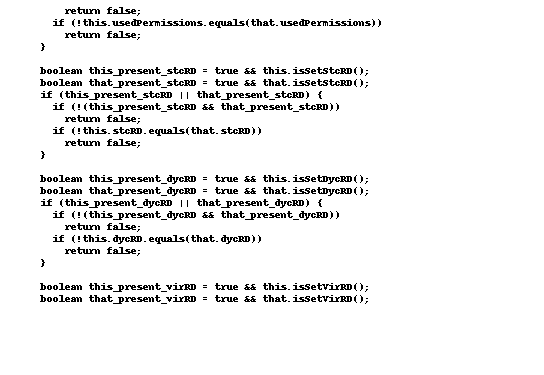 return false;
if (!this.usedPermissions.equals(that.usedPermissions))
return false;
}
boolean this_present_stcRD = true && this.isSetStcRD();
boolean that_present_stcRD = true && that.isSetStcRD();
if (this_present_stcRD || that_present_stcRD) {
if (!(this_present_stcRD && that_present_stcRD))
return false;
if (!this.stcRD.equals(that.stcRD))
return false;
}
boolean this_present_dycRD = true && this.isSetDycRD();
boolean that_present_dycRD = true && that.isSetDycRD();
if (this_present_dycRD || that_present_dycRD) {
if (!(this_present_dycRD && that_present_dycRD))
return false;
if (!this.dycRD.equals(that.dycRD))
return false;
}
boolean this_present_virRD = true && this.isSetVirRD();
boolean that_present_virRD = true && that.isSetVirRD();